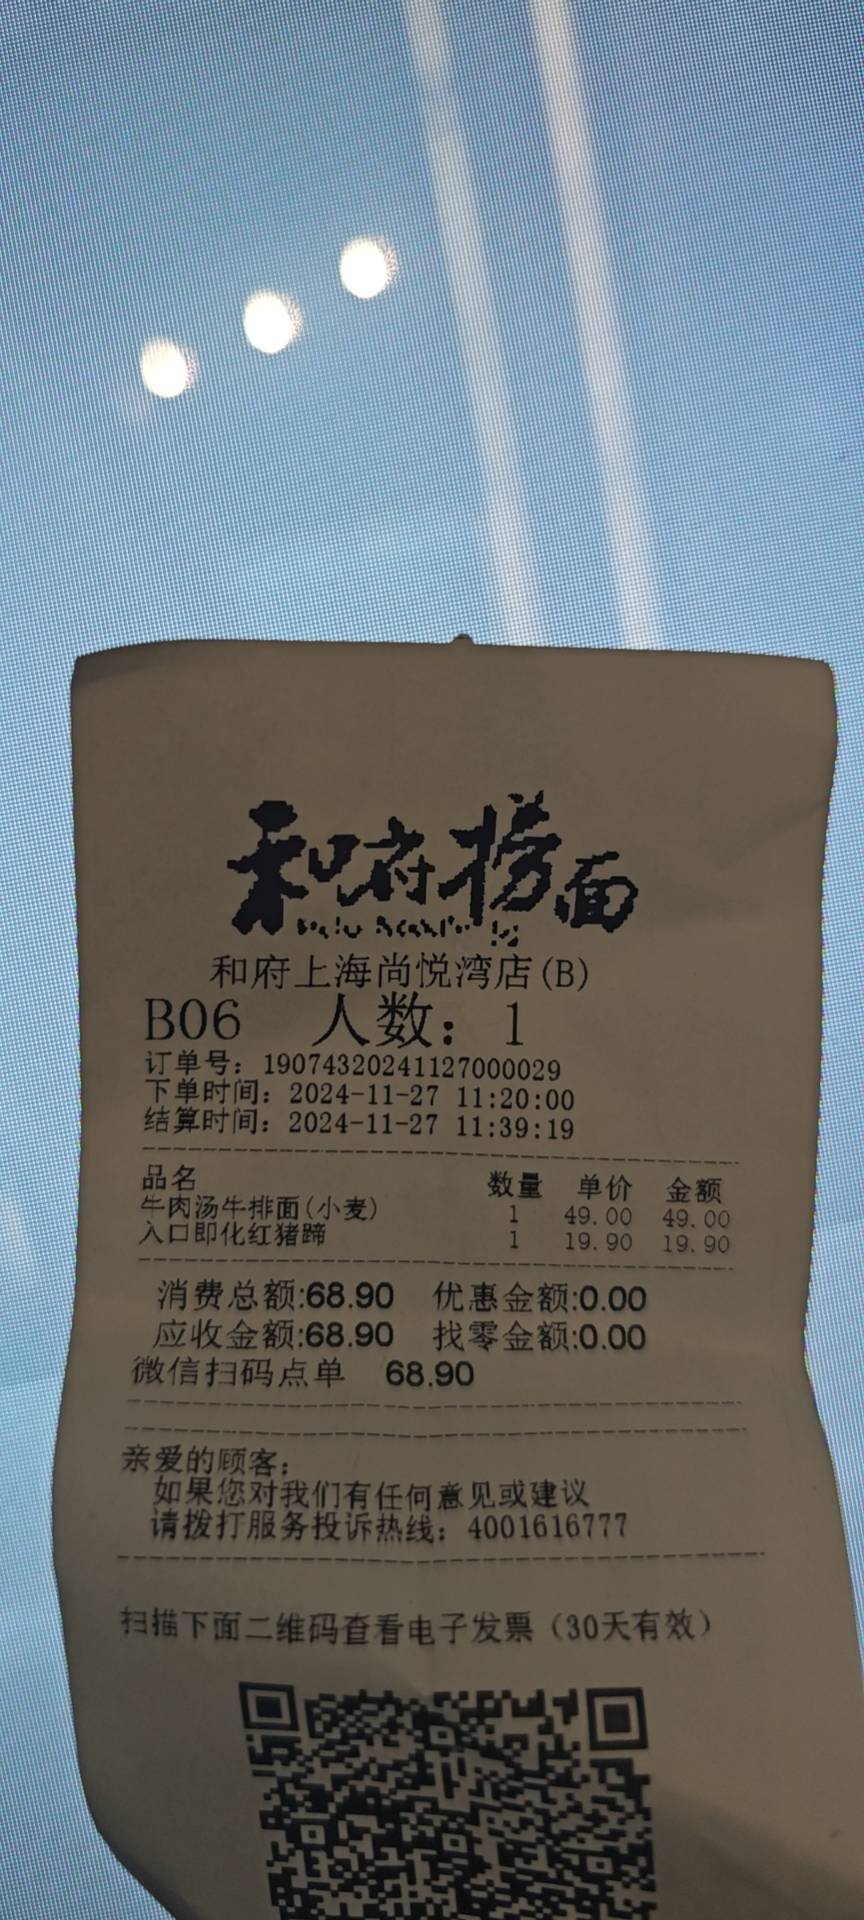 和府捞面
和府上海尚悦湾店(B)
B06 人数：1
订单号：19074320241127000029
下单时间：2024-11-27 11:20:00
结算时间：2024-11-27 11:39:19
品名 数量 单价 金额
牛肉汤牛排面(小麦) 1 49.00 49.00
入口即化红猪蹄 1 19.90 19.90
消费总额:68.90 优惠金额:0.00
应收金额:68.90 找零金额:0.00
微信扫码点单 68.90
亲爱的顾客：
如果您对我们有任何意见或建议
请拨打服务投诉热线：4001616777
扫描下面二维码查看电子发票（30天有效）